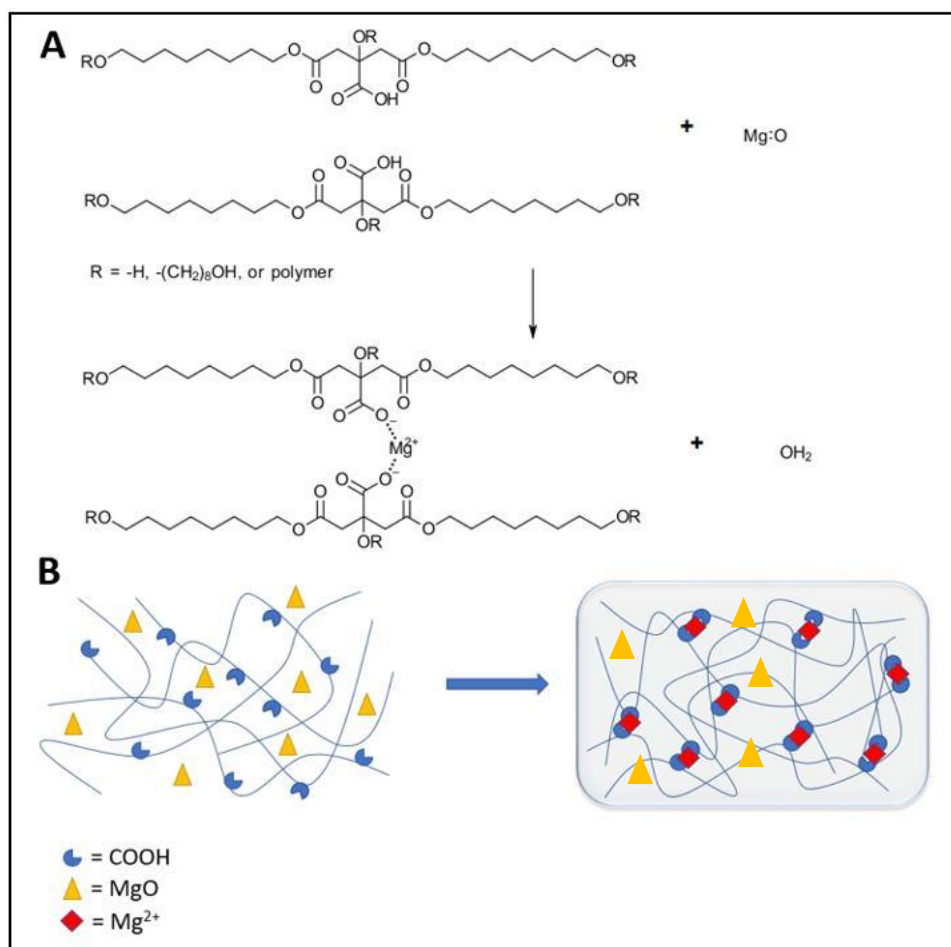 A
RO O O OR O O OR
O OH
+ Mg:O
O OH
RO O O OR O O OR
R = -H, -(CH₂)₈OH, or polymer
RO O O OR O O OR
O O⁻
Mg²⁺
+ OH₂
O O⁻
RO O O OR O O OR
B
= COOH
= MgO
= Mg²⁺